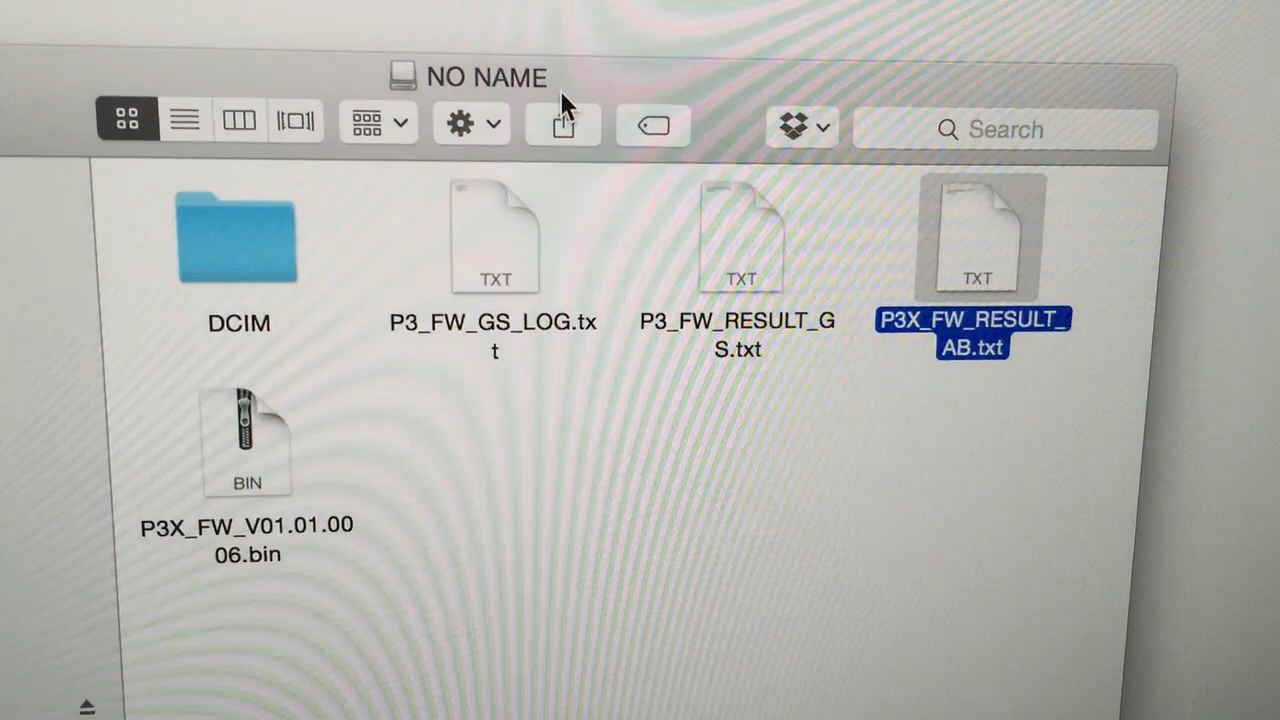 NO NAME
Search
TXT
TXT
TXT
DCIM
P3_FW_GS_LOG.tx
t
P3_FW_RESULT_G
S.txt
P3X_FW_RESULT_
AB.txt
BIN
P3X_FW_V01.01.00
06.bin